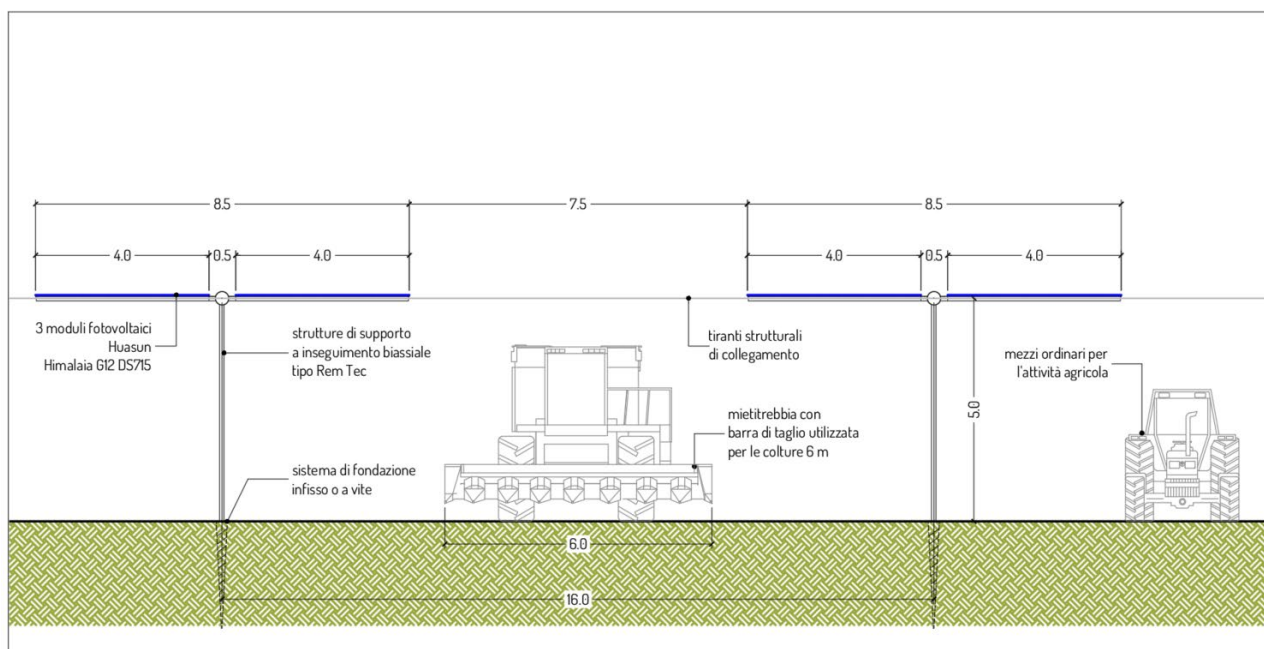 8.5
7.5
8.5
4.0
0.5
4.0
4.0
0.5
4.0
3 moduli fotovoltaici
Huasun
Himalaia G12 DS715
strutture di supporto
a inseguimento biassiale
tipo Rem Tec
tiranti strutturali
di collegamento
mezzi ordinari per
l'attività agricola
5.0
mietitrebbia con
barra di taglio utilizzata
per le colture 6 m
sistema di fondazione
infisso o a vite
6.0
16.0